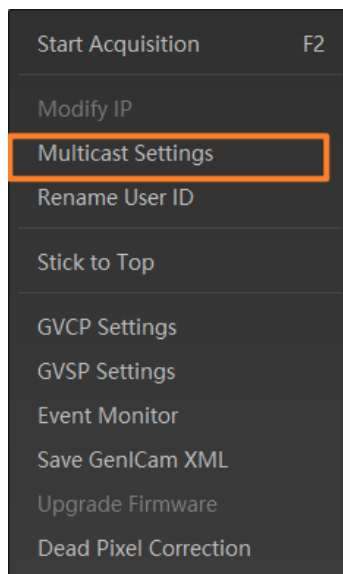 Start Acquisition F2
Modify IP
Multicast Settings
Rename User ID
Stick to Top
GVCP Settings
GVSP Settings
Event Monitor
Save GenICam XML
Upgrade Firmware
Dead Pixel Correction